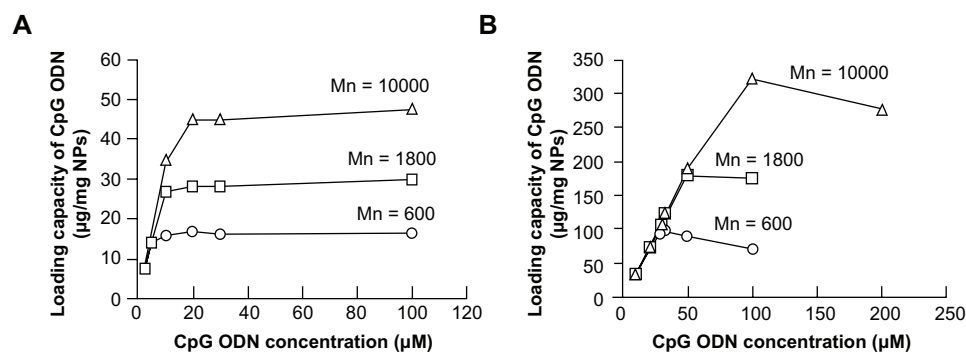 A
Loading capacity of CpG ODN
(µg/mg NPs)
60
50
40
30
20
10
0
0 20 40 60 80 100 120
CpG ODN concentration (µM)
Mn = 10000
Mn = 1800
Mn = 600
B
Loading capacity of CpG ODN
(µg/mg NPs)
350
300
250
200
150
100
50
0
0 50 100 150 200 250
CpG ODN concentration (µM)
Mn = 10000
Mn = 1800
Mn = 600